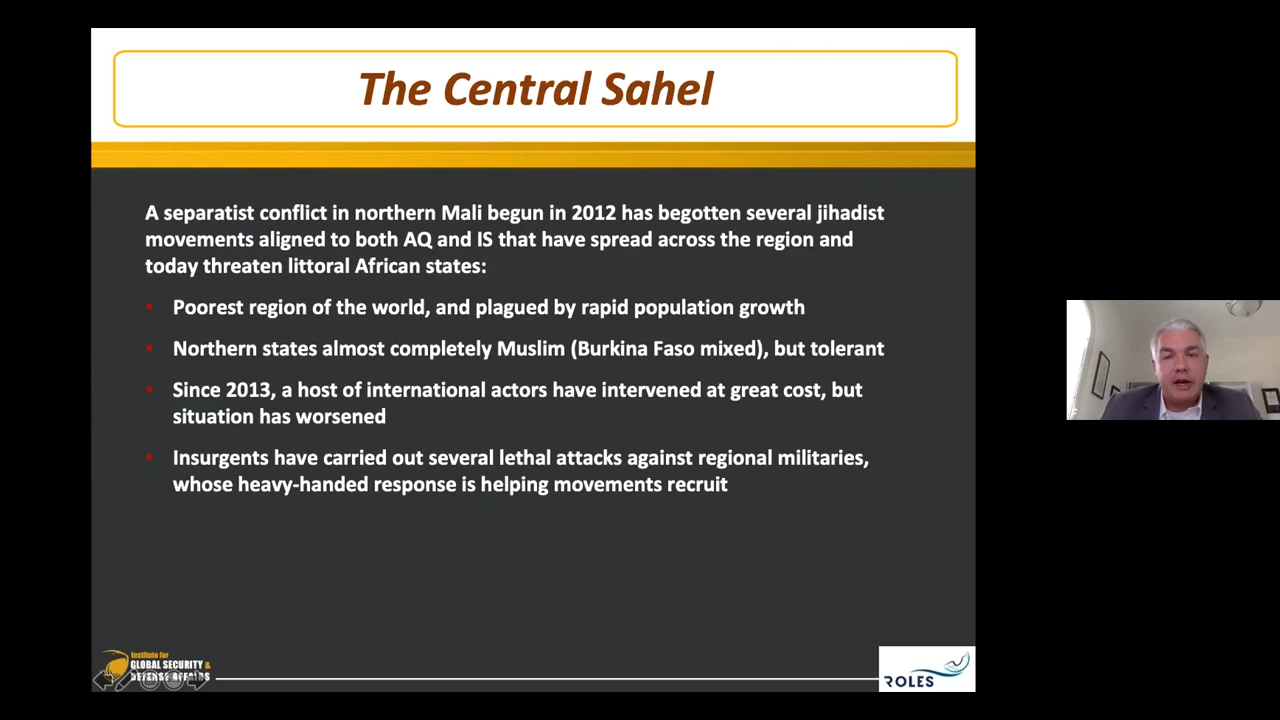 The Central Sahel
A separatist conflict in northern Mali begun in 2012 has begotten several jihadist
movements aligned to both AQ and IS that have spread across the region and
today threaten littoral African states:
• Poorest region of the world, and plagued by rapid population growth
• Northern states almost completely Muslim (Burkina Faso mixed), but tolerant
• Since 2013, a host of international actors have intervened at great cost, but
situation has worsened
• Insurgents have carried out several lethal attacks against regional militaries,
whose heavy-handed response is helping movements recruit
Institute for
GLOBAL SECURITY &
DEFENSE AFFAIRS
ROLES